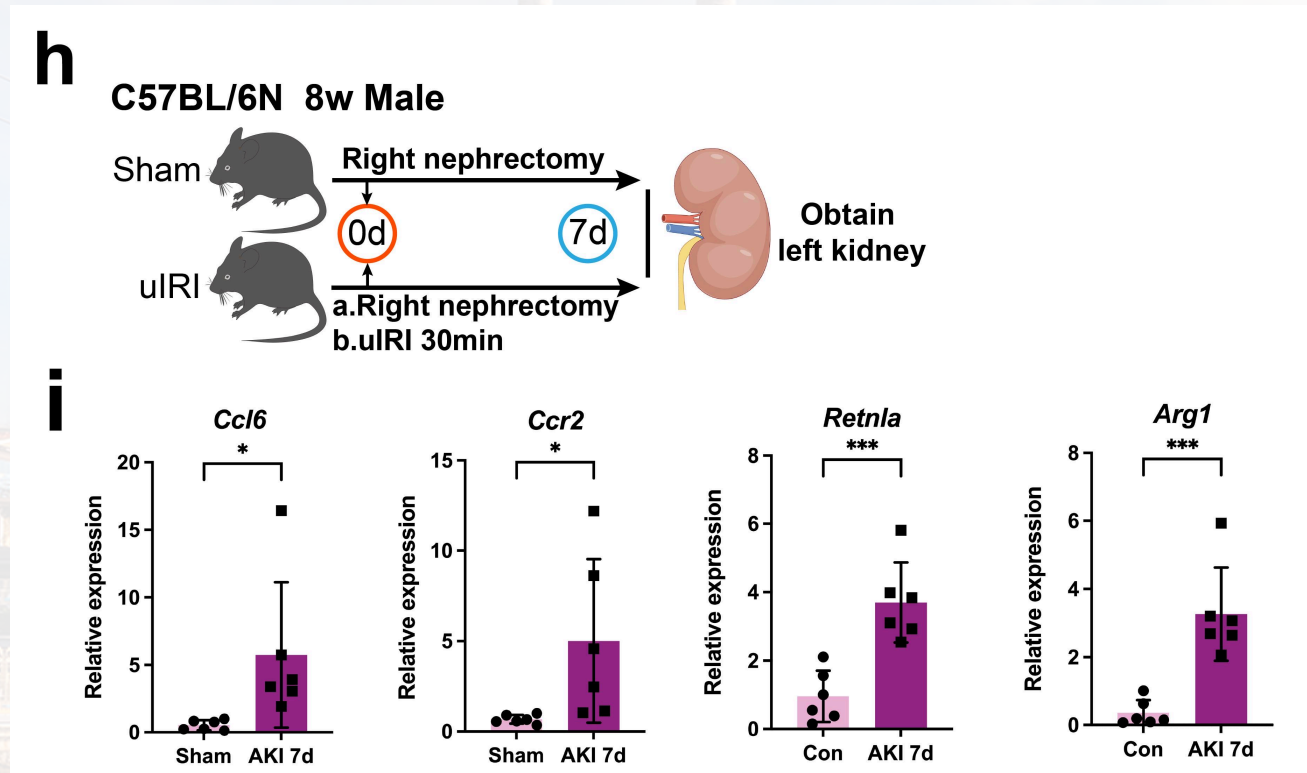 h
C57BL/6N 8w Male
Sham
Right nephrectomy
0d
7d
Obtain
left kidney
uIRI
a.Right nephrectomy
b.uIRI 30min
i
Ccl6
*
Relative expression
20
15
10
5
0
Sham AKI 7d
Ccr2
*
Relative expression
15
10
5
0
Sham AKI 7d
Retnla
***
Relative expression
8
6
4
2
0
Con AKI 7d
Arg1
***
Relative expression
8
6
4
2
0
Con AKI 7d